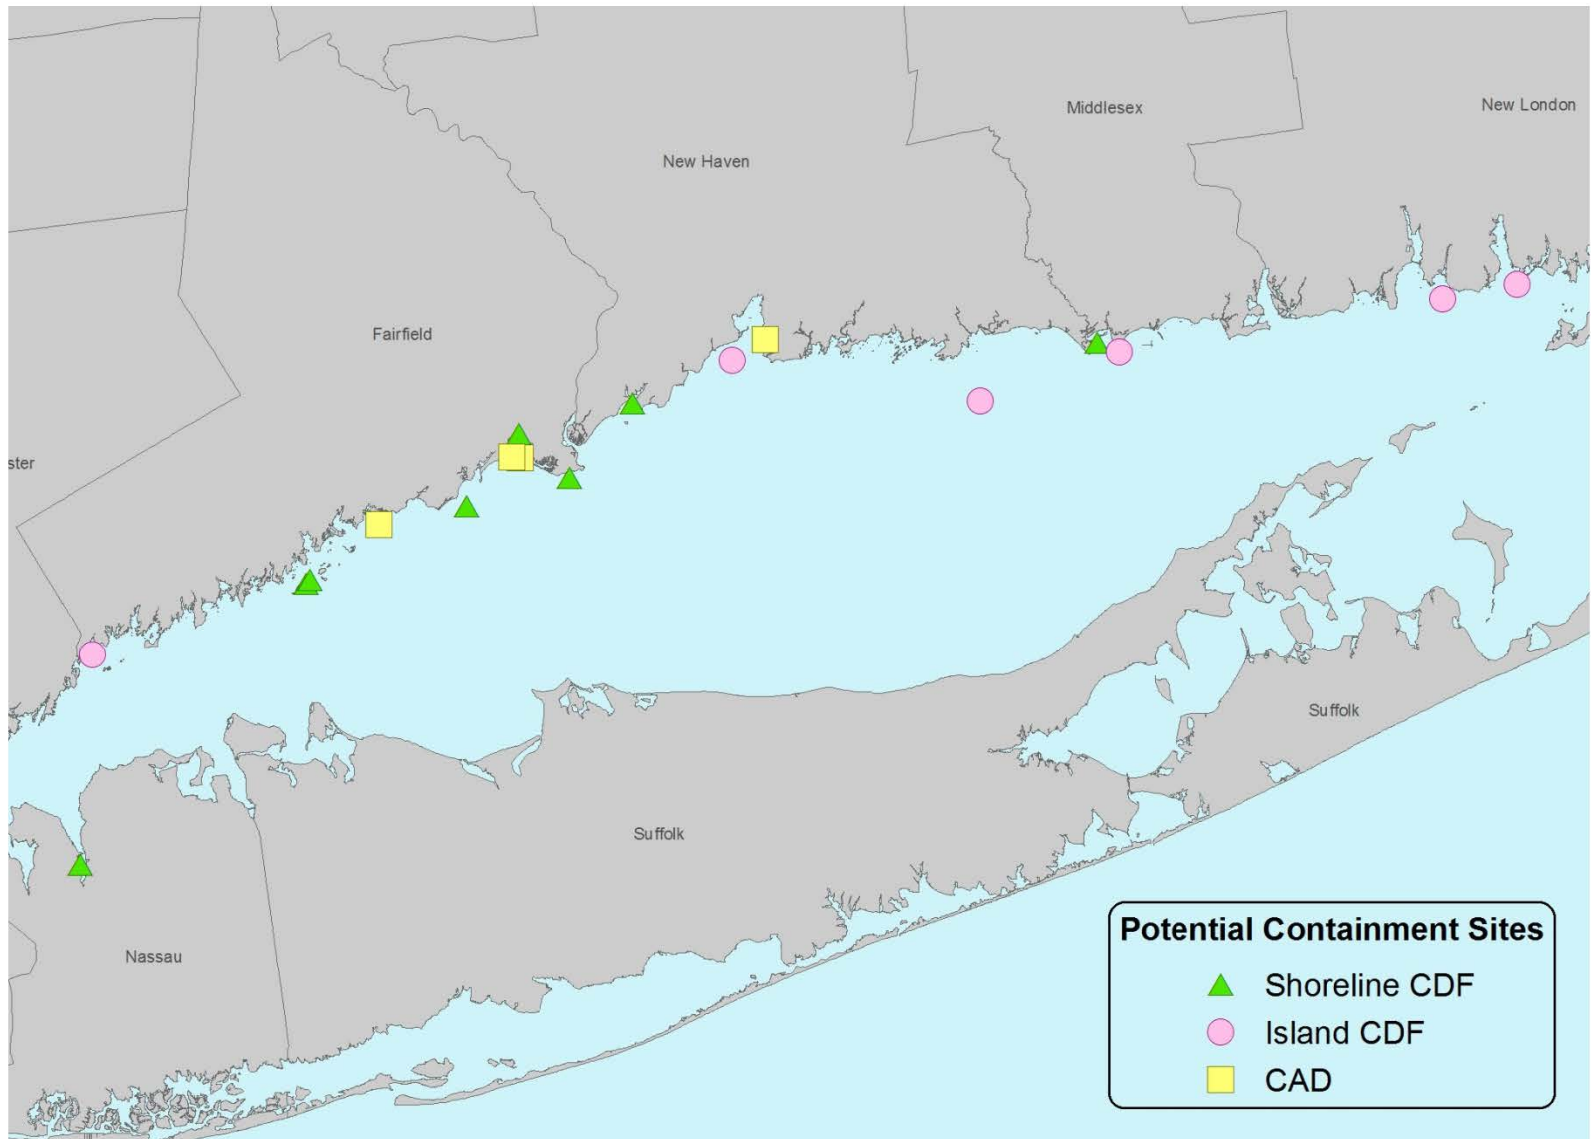 New London
Middlesex
New Haven
Fairfield
ster
Suffolk
Suffolk
Nassau
Potential Containment Sites
Shoreline CDF
Island CDF
CAD